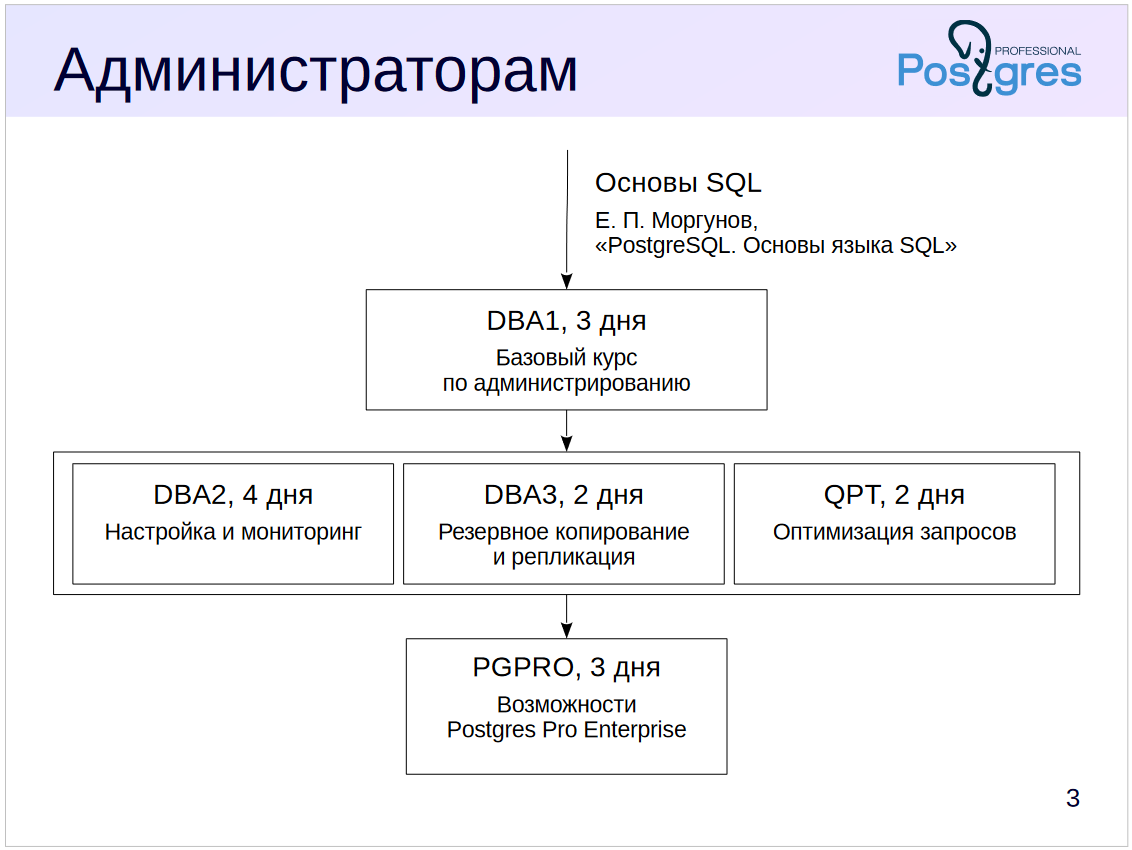 Администраторам
PROFESSIONAL
Postgres
Основы SQL
Е. П. Моргунов,
«PostgreSQL. Основы языка SQL»
DBA1, 3 дня
Базовый курс
по администрированию
DBA2, 4 дня
Настройка и мониторинг
DBA3, 2 дня
Резервное копирование
и репликация
QPT, 2 дня
Оптимизация запросов
PGPRO, 3 дня
Возможности
Postgres Pro Enterprise
3